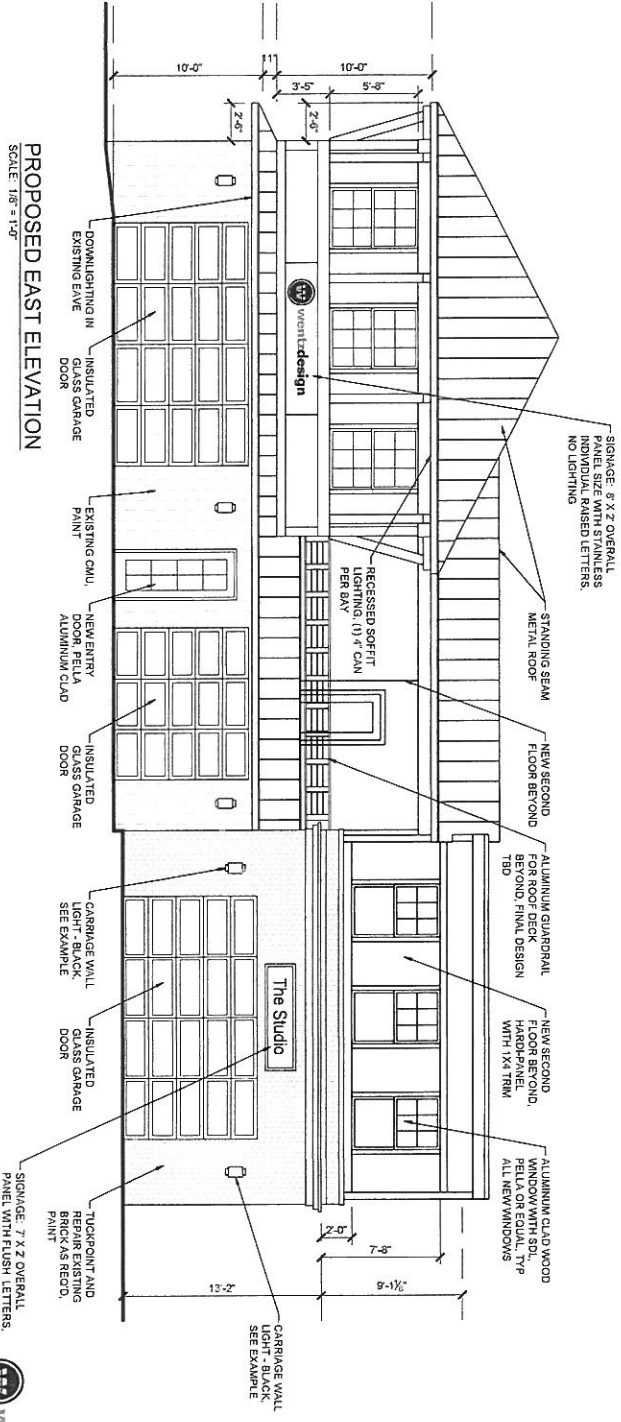 SIGNAGE: 8' X 2' OVERALL
PANEL SIZE WITH STAINLESS
INDIVIDUAL RAISED LETTERS,
NO LIGHTING
STANDING SEAM
METAL ROOF
NEW SECOND
FLOOR BEYOND
ALUMINUM GUARDRAIL
FOR ROOF DECK
BEYOND, FINAL DESIGN
TBD
NEW SECOND
FLOOR BEYOND,
HARDI-PANEL
WITH 1X4 TRIM
ALUMINUM CLAD WOOD
WINDOW WITH SDL,
PELLA OR EQUAL, TYP
ALL NEW WINDOWS
RECESSED SOFFIT
LIGHTING, (1) 4" CAN
PER BAY
10'-0"
5'-8"
3'-5"
11"
10'-0"
2'-6"
2'-6"
wentzdesign
The Studio
2'-0"
7'-8"
13'-2"
CARRIAGE WALL
LIGHT - BLACK,
SEE EXAMPLE
DOWNLIGHTING IN
EXISTING EAVE
INSULATED
GLASS GARAGE
DOOR
EXISTING CMU,
PAINT
NEW ENTRY
DOOR, PELLA
ALUMINUM CLAD
INSULATED
GLASS GARAGE
DOOR
CARRIAGE WALL
LIGHT - BLACK,
SEE EXAMPLE
INSULATED
GLASS GARAGE
DOOR
TUCKPOINT AND
REPAIR EXISTING
BRICK AS REQ'D,
PAINT
SIGNAGE: 7' X 2' OVERALL
PANEL WITH FLUSH LETTERS,
PROPOSED EAST ELEVATION
SCALE: 1/8" = 1'-0"